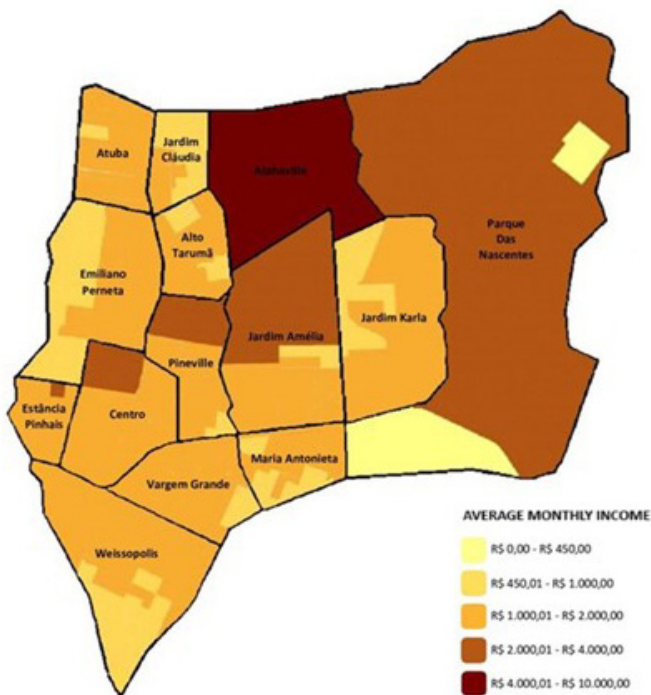 Atuba
Jardim
Cláudia
Alphaville
Alto
Tarumã
Parque
Das
Nascentes
Emiliano
Perneta
Jardim Amélia
Jardim Karla
Pineville
Estância
Pinhais
Centro
Maria Antonieta
Vargem Grande
Weissopolis
AVERAGE MONTHLY INCOME
R$ 0,00 - R$ 450,00
R$ 450,01 - R$ 1.000,00
R$ 1.000,01 - R$ 2.000,00
R$ 2.000,01 - R$ 4.000,00
R$ 4.000,01 - R$ 10.000,00